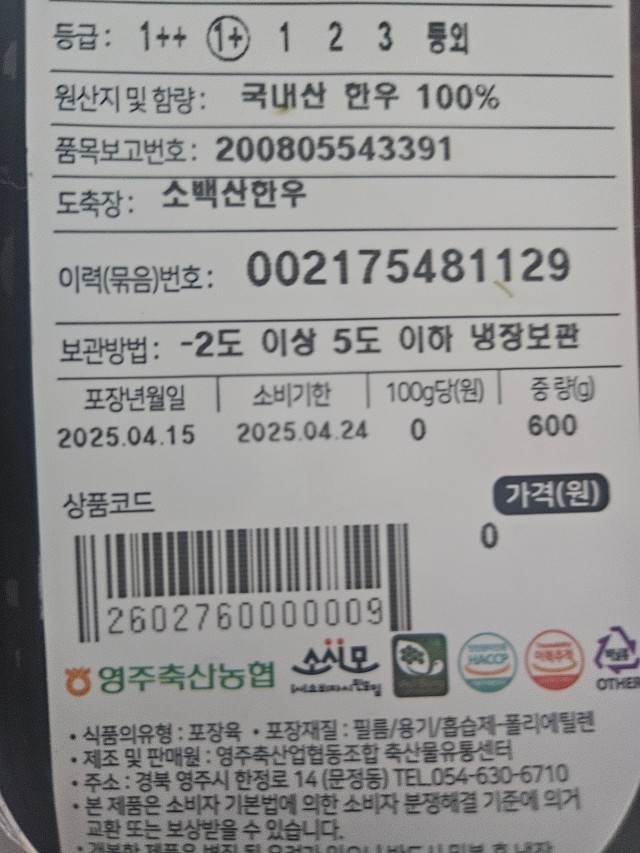 등급: 1++ 1+ 1 2 3 등외
원산지 및 함량: 국내산 한우 100%
품목보고번호: 200805543391
도축장: 소백산한우
이력(묶음)번호: 002175481129
보관방법: -2도 이상 5도 이하 냉장보관
포장년월일 소비기한 100g당(원) 중량(g)
2025.04.15 2025.04.24 0 600
상품코드 가격(원)
0
2602760000009
영주축산농협 소시모 HACCP OTHER
• 식품의유형 : 포장육 • 포장재질 : 필름/용기/흡습제-폴리에틸렌
• 제조 및 판매원 : 영주축산업협동조합 축산물유통센터
• 주소 : 경북 영주시 한정로 14 (문정동) TEL.054-630-6710
• 본 제품은 소비자 기본법에 의한 소비자 분쟁해결 기준에 의거
교환 또는 보상받을 수 있습니다.